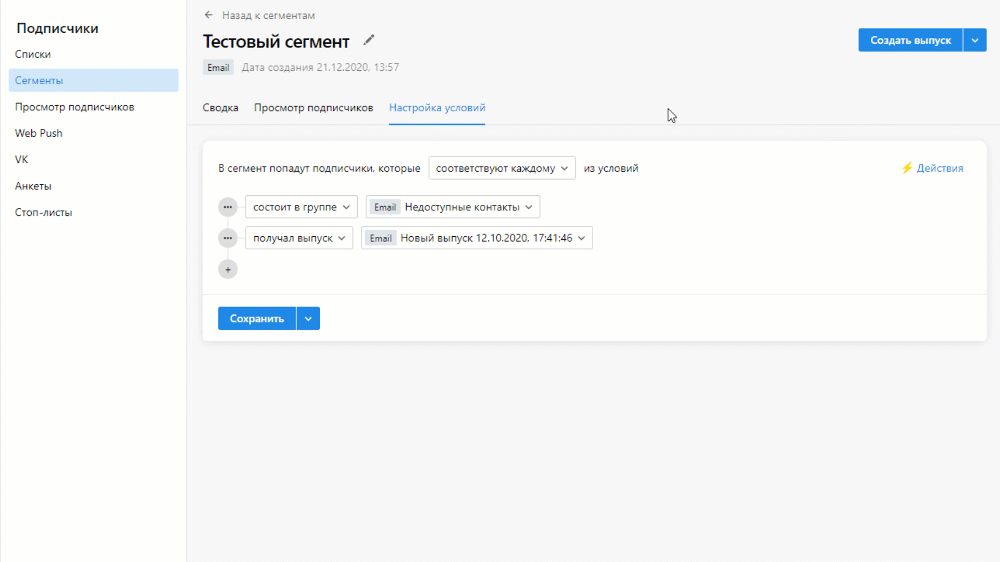 Подписчики
Списки
Сегменты
Просмотр подписчиков
Web Push
VK
Анкеты
Стоп-листы
Назад к сегментам
Тестовый сегмент
Создать выпуск
Email Дата создания 21.12.2020, 13:57
Сводка Просмотр подписчиков Настройка условий
В сегмент попадут подписчики, которые соответствуют каждому из условий
Действия
состоит в группе Email Недоступные контакты
получал выпуск Email Новый выпуск 12.10.2020, 17:41:46
Сохранить